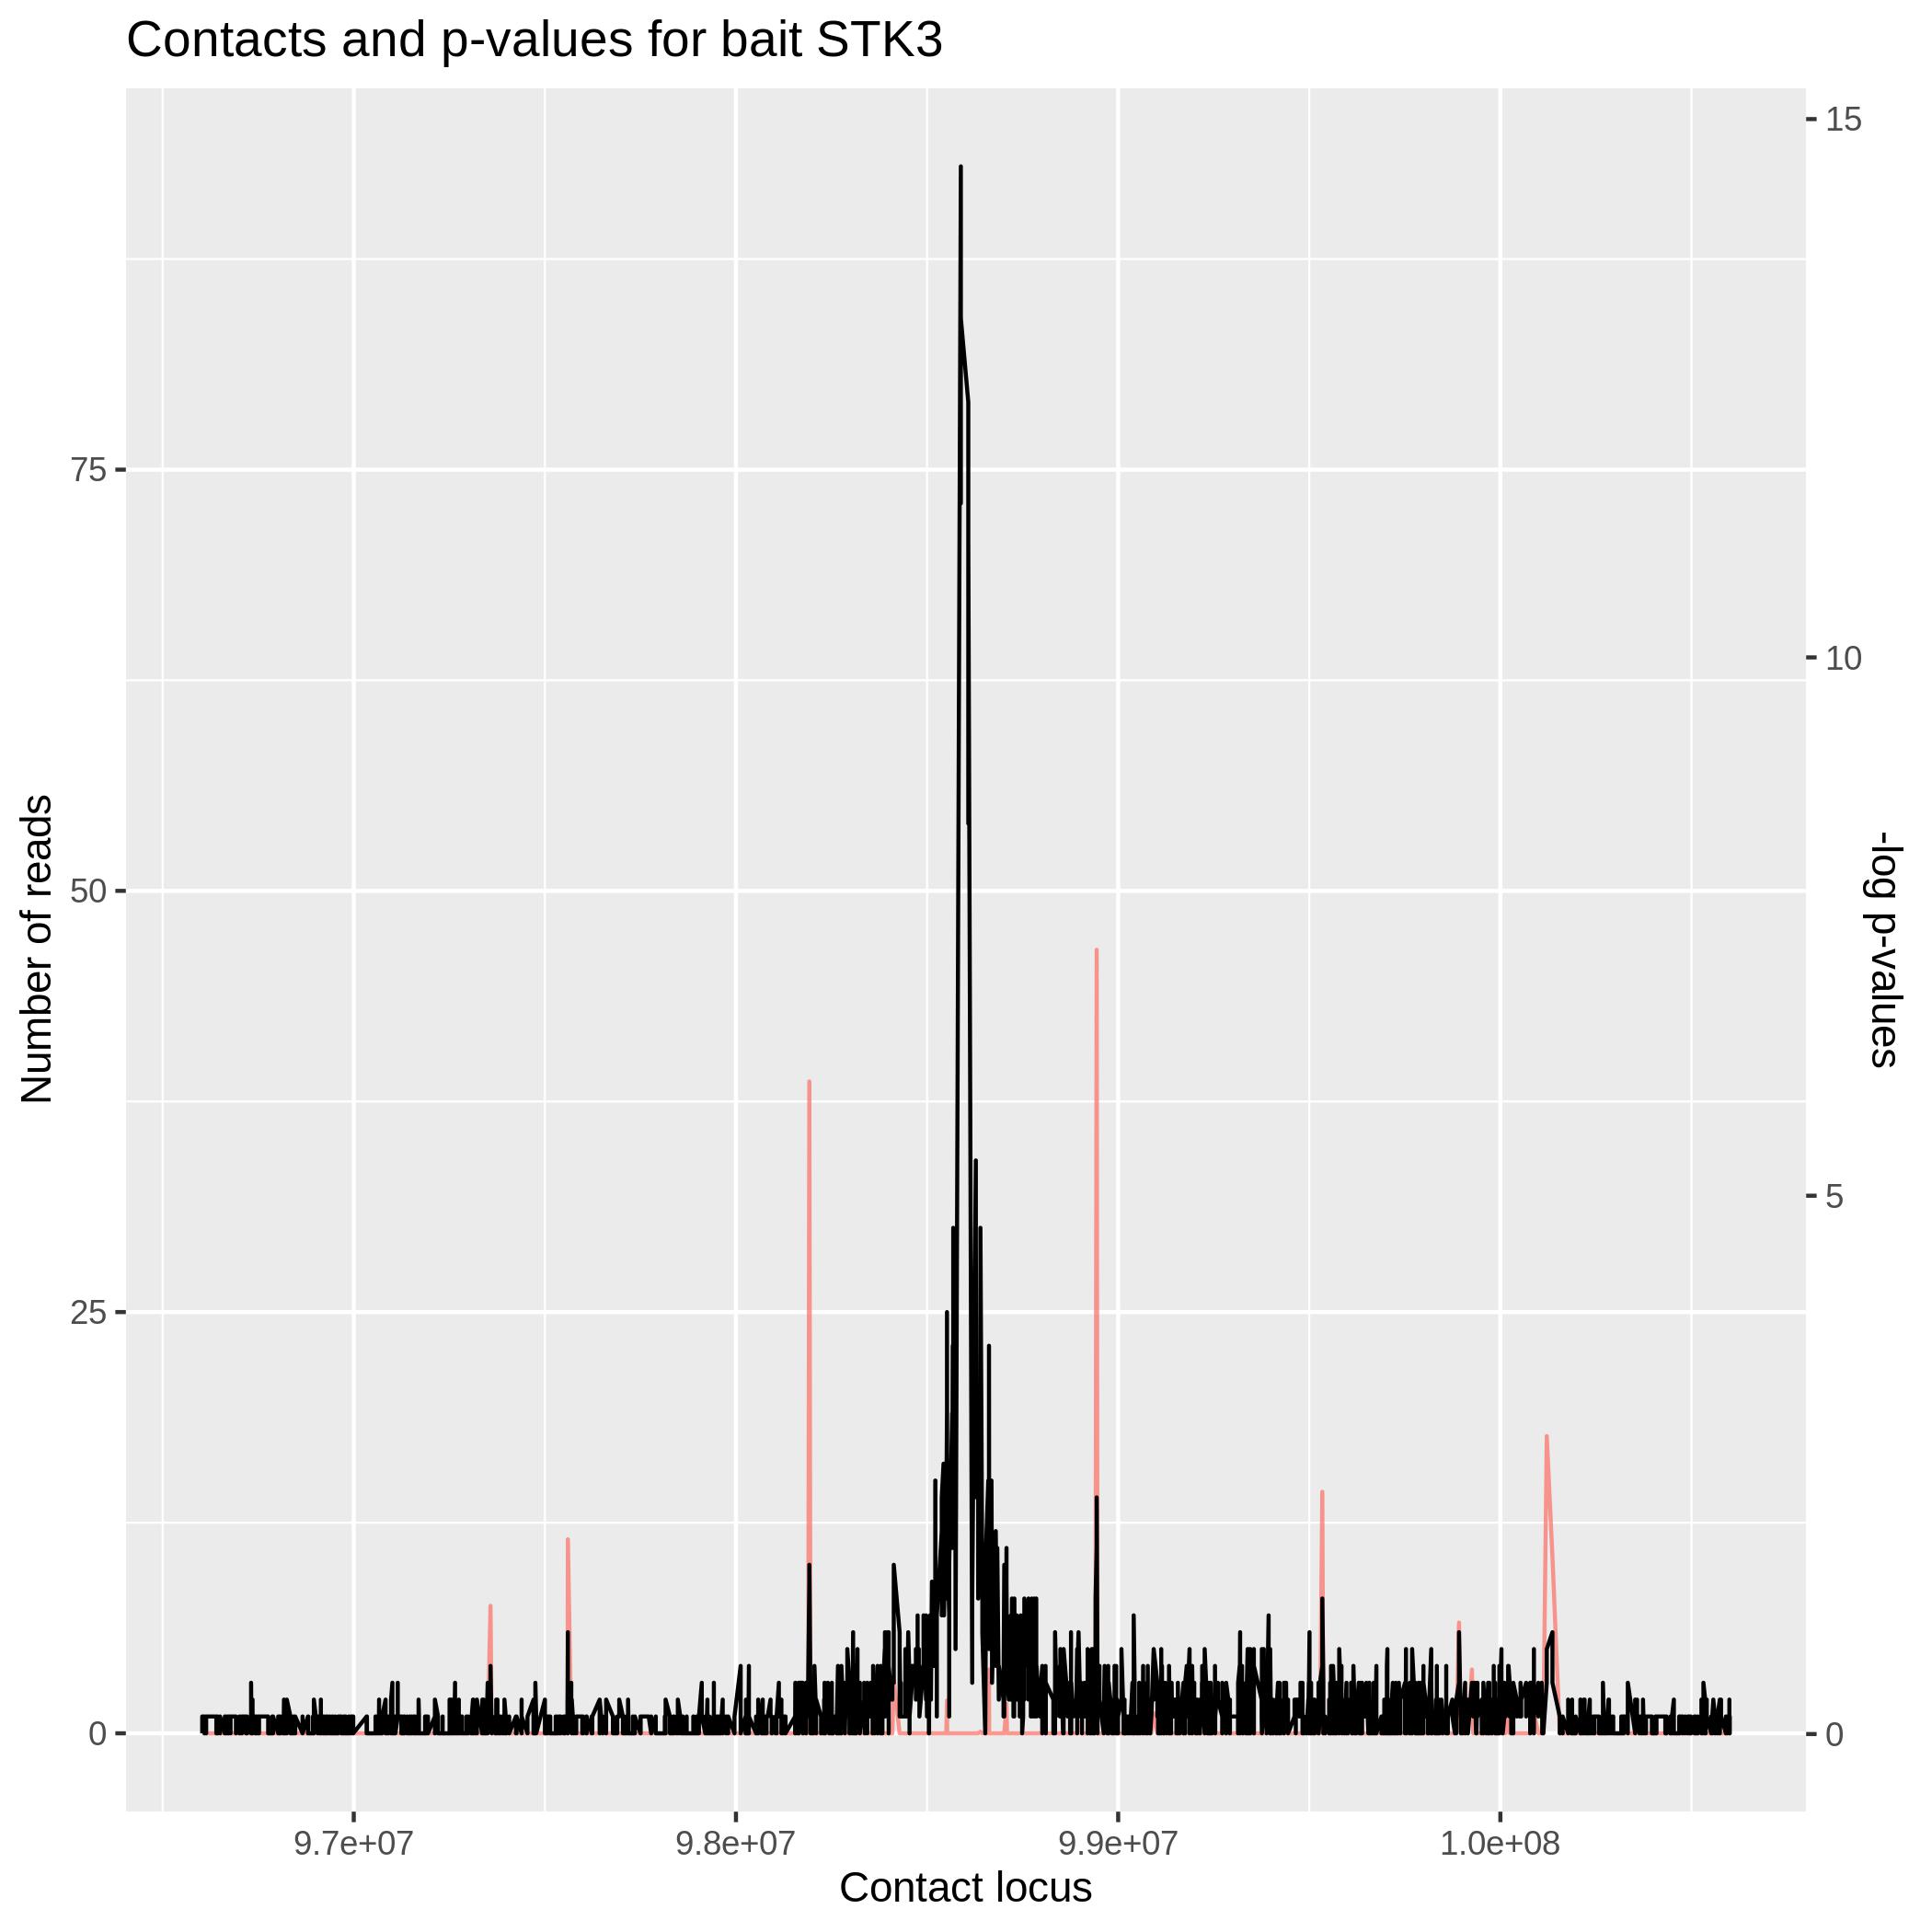 Contacts and p-values for bait STK3
Number of reads
75
50
25
0
15
10
5
0
-log p-values
9.7e+07
9.8e+07
9.9e+07
1.0e+08
Contact locus